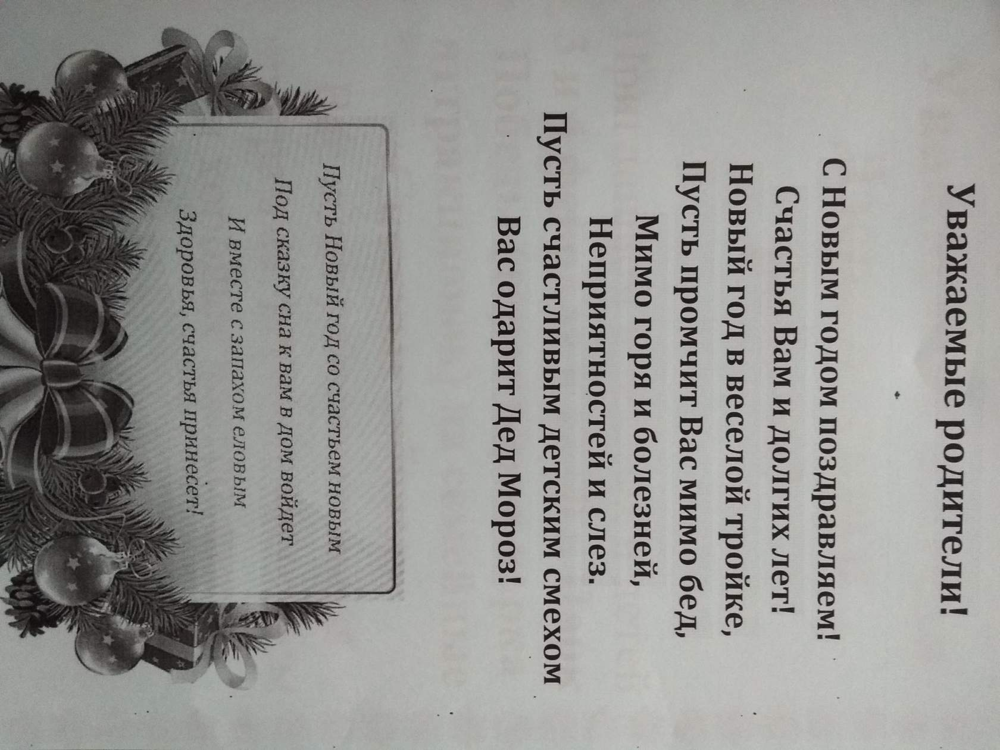 Уважаемые родители!
С Новым годом поздравляем!
Счастья Вам и долгих лет!
Новый год в веселой тройке,
Пусть промчит Вас мимо бед,
Мимо горя и болезней,
Неприятностей и слез.
Пусть счастливым детским смехом
Вас одарит Дед Мороз!
Пусть Новый год со счастьем новым
Под сказку сна к вам в дом войдет
И вместе с запахом еловым
Здоровья, счастья принесет!